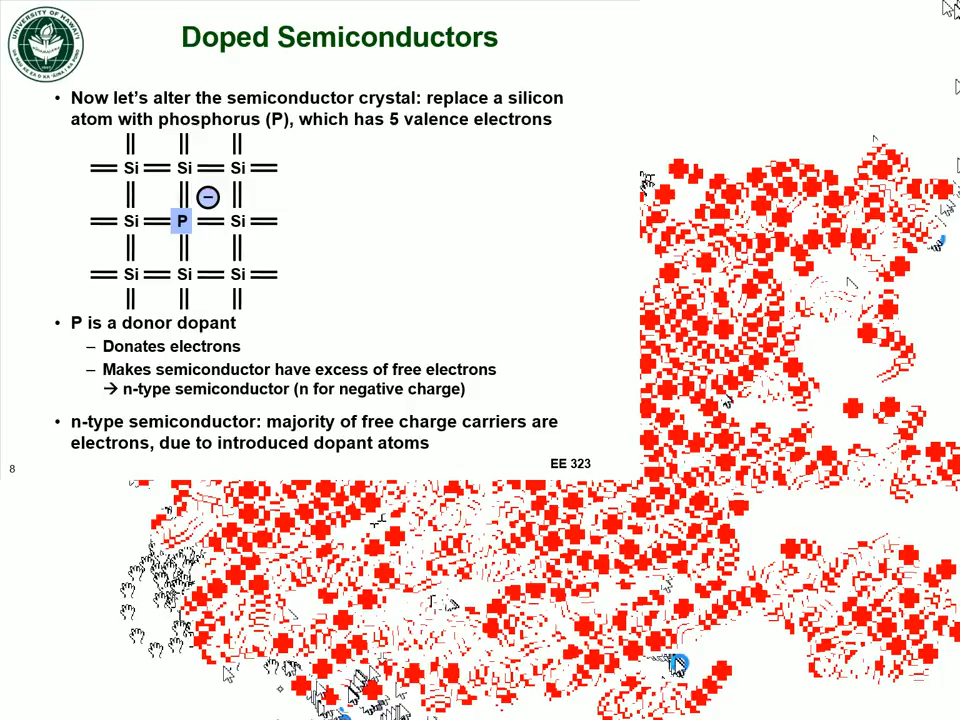 UNIVERSITY OF HAWAI'I
Doped Semiconductors
• Now let's alter the semiconductor crystal: replace a silicon
atom with phosphorus (P), which has 5 valence electrons
Si Si Si
−
Si P Si
Si Si Si
• P is a donor dopant
– Donates electrons
– Makes semiconductor have excess of free electrons
→ n-type semiconductor (n for negative charge)
• n-type semiconductor: majority of free charge carriers are
electrons, due to introduced dopant atoms
8
EE 323